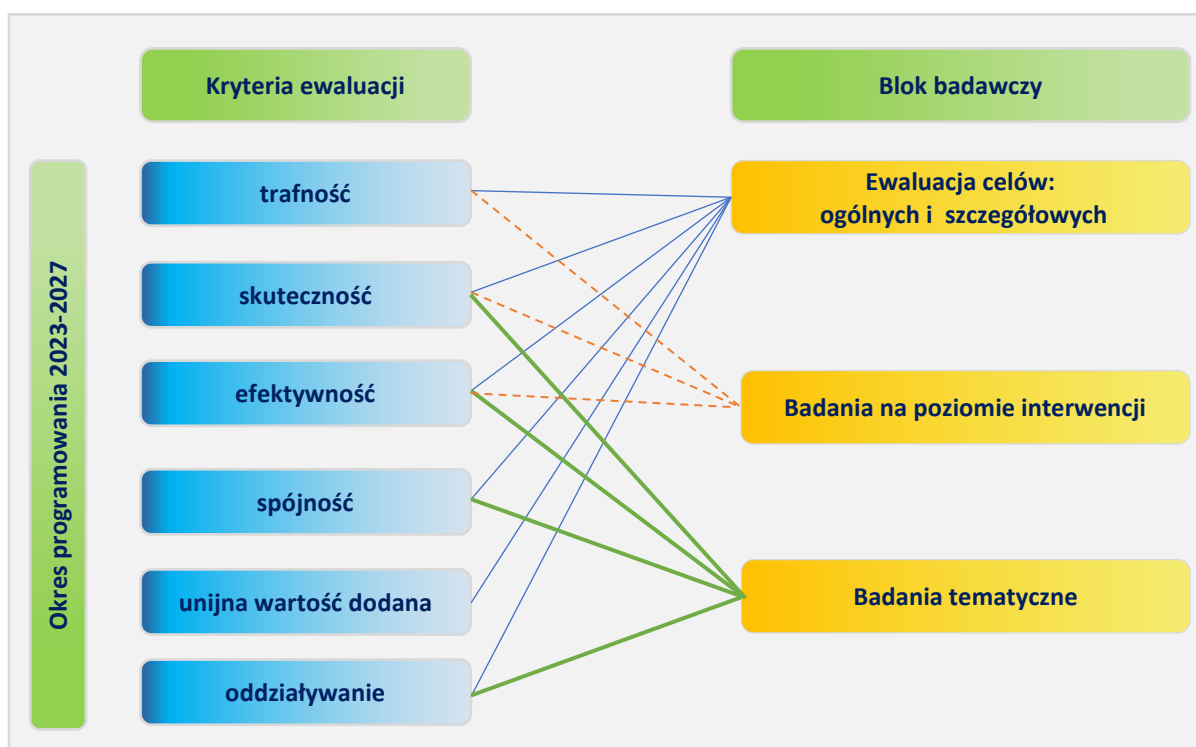 Kryteria ewaluacji
Blok badawczy
Okres programowania 2023-2027
trafność
skuteczność
efektywność
spójność
unijna wartość dodana
oddziaływanie
Ewaluacja celów:
ogólnych i szczegółowych
Badania na poziomie interwencji
Badania tematyczne